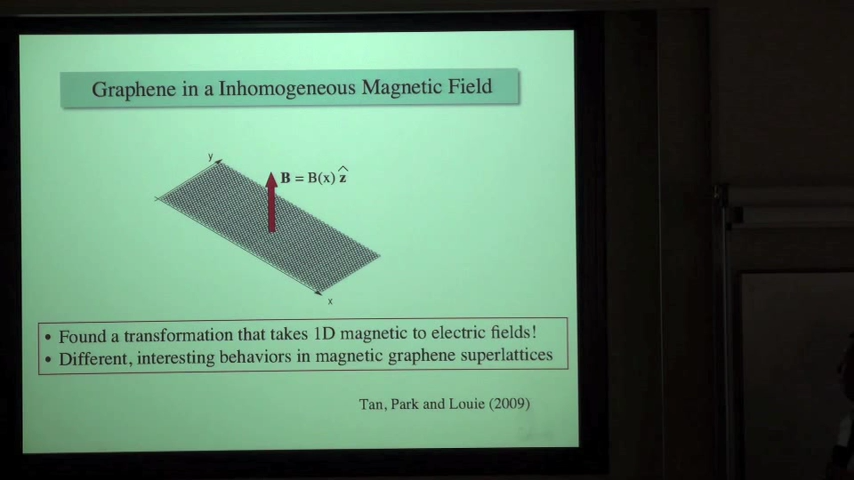 Graphene in a Inhomogeneous Magnetic Field
y
B = B(x) ẑ
x
• Found a transformation that takes 1D magnetic to electric fields!
• Different, interesting behaviors in magnetic graphene superlattices
Tan, Park and Louie (2009)